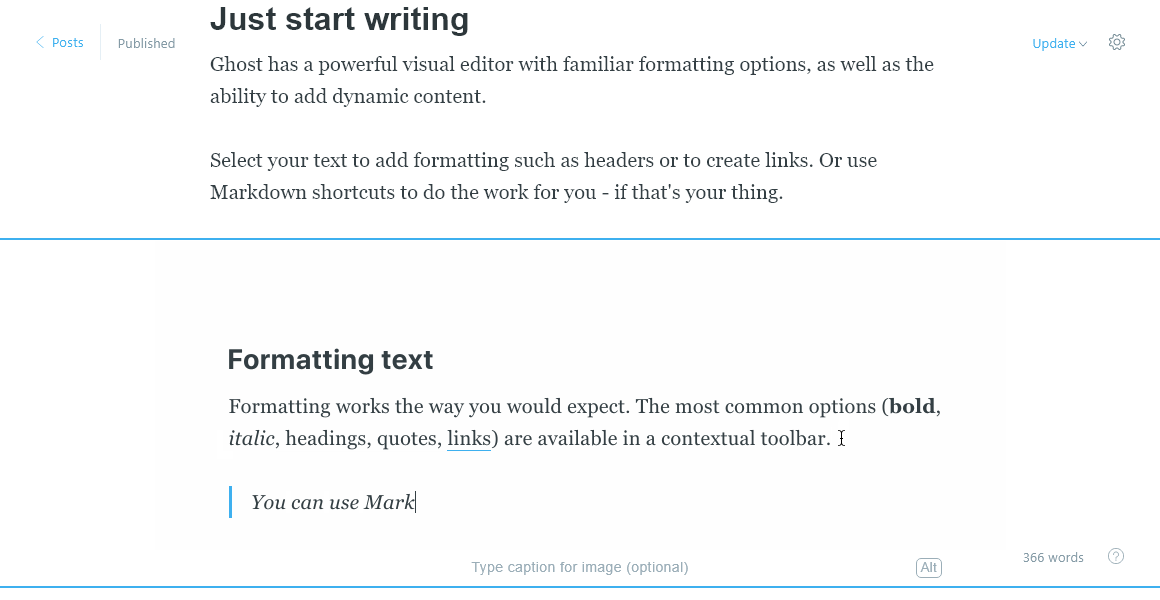 Just start writing
Posts
Published
Update
Ghost has a powerful visual editor with familiar formatting options, as well as the
ability to add dynamic content.
Select your text to add formatting such as headers or to create links. Or use
Markdown shortcuts to do the work for you - if that's your thing.
Formatting text
Formatting works the way you would expect. The most common options (bold,
italic, headings, quotes, links) are available in a contextual toolbar.
You can use Mark
366 words
?
Type caption for image (optional)
Alt